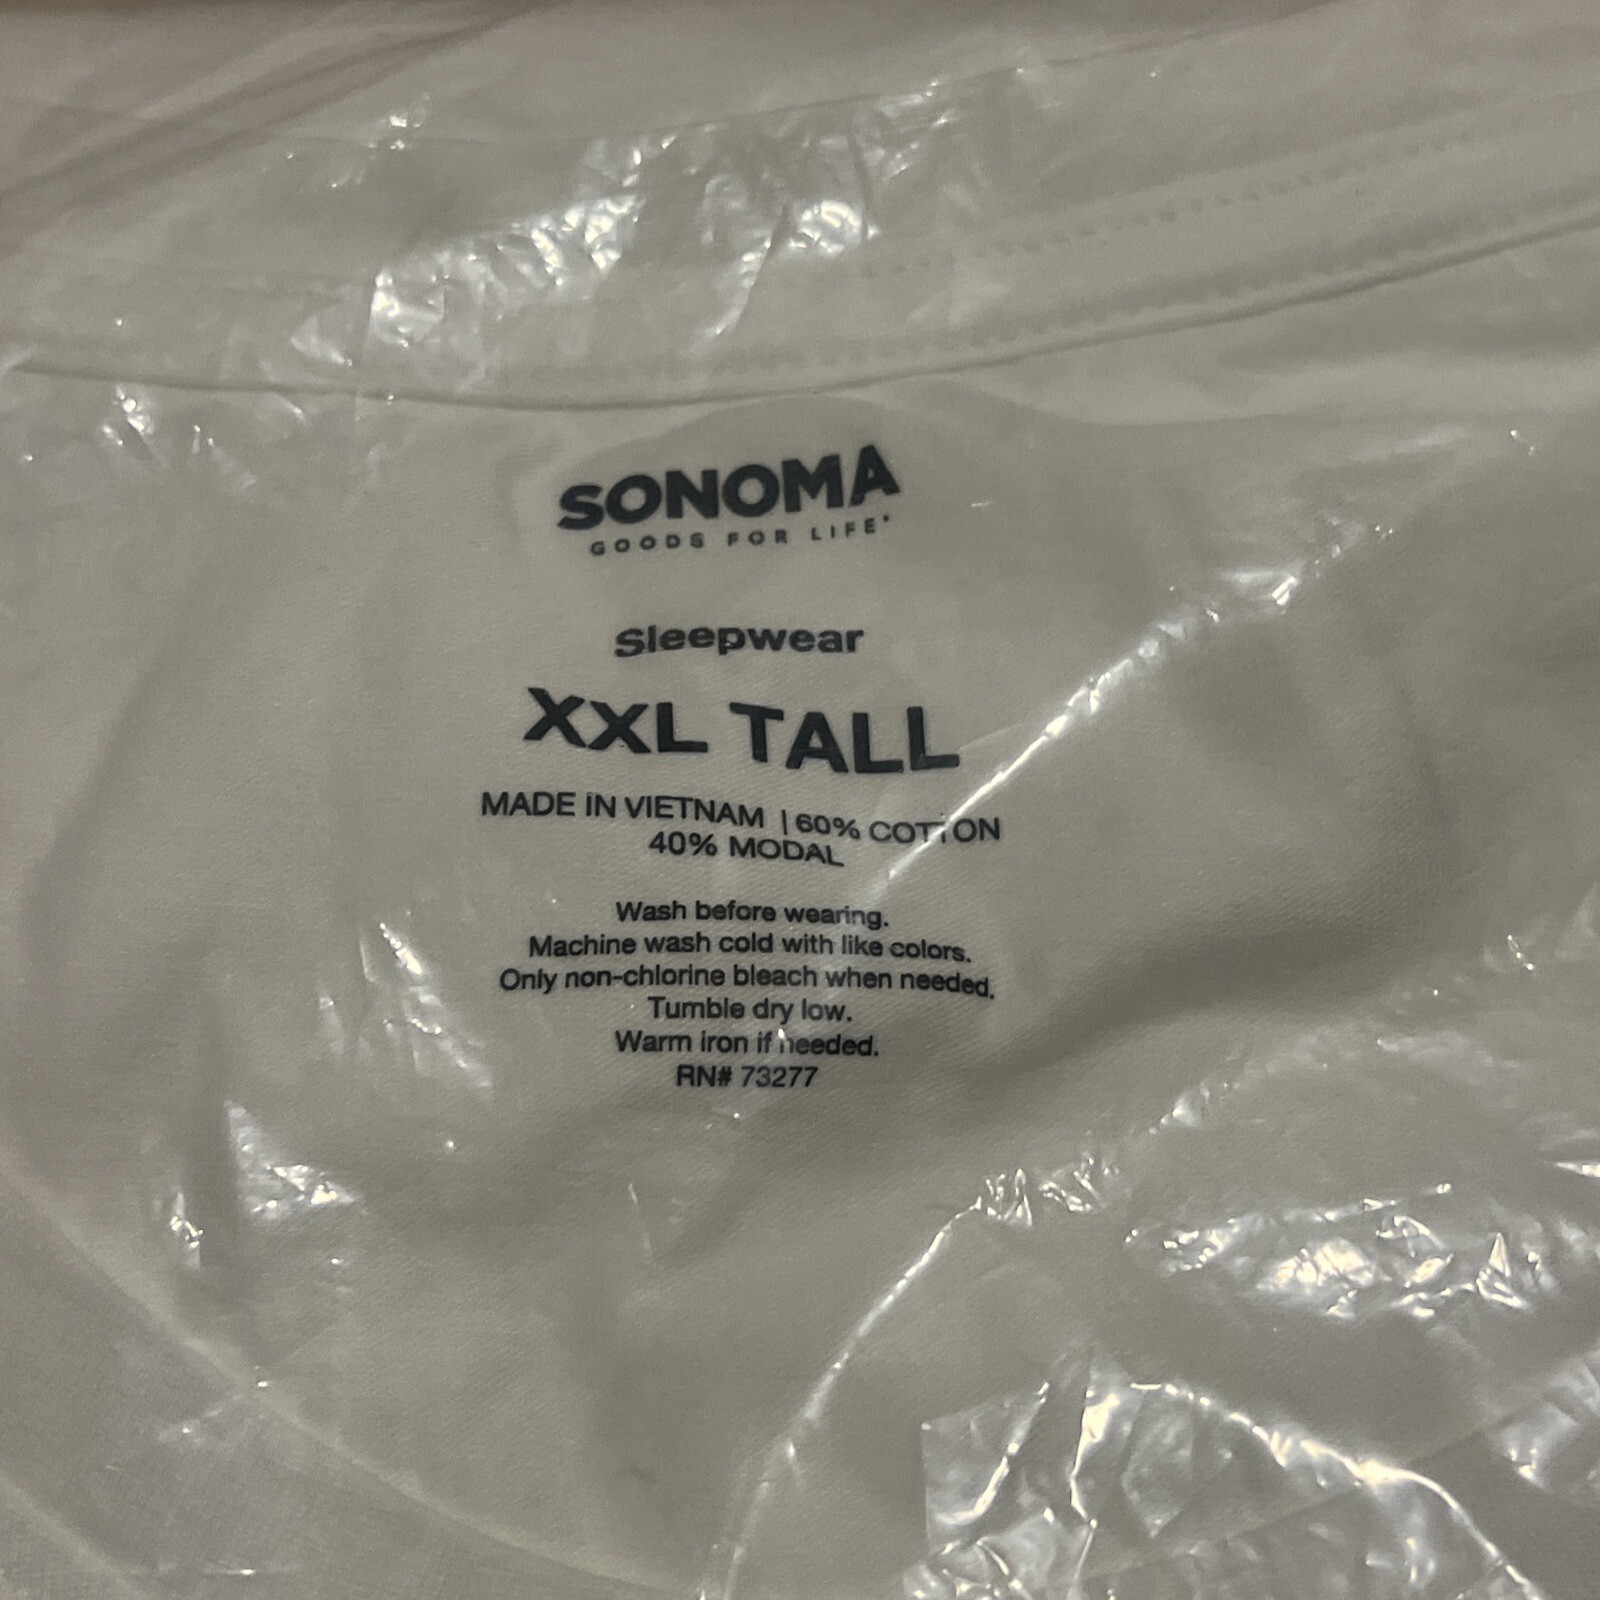 SONOMA
GOODS FOR LIFE®
Sleepwear
XXL TALL
MADE IN VIETNAM | 60% COTTON
40% MODAL
Wash before wearing.
Machine wash cold with like colors.
Only non-chlorine bleach when needed.
Tumble dry low.
Warm iron if needed.
RN# 73277